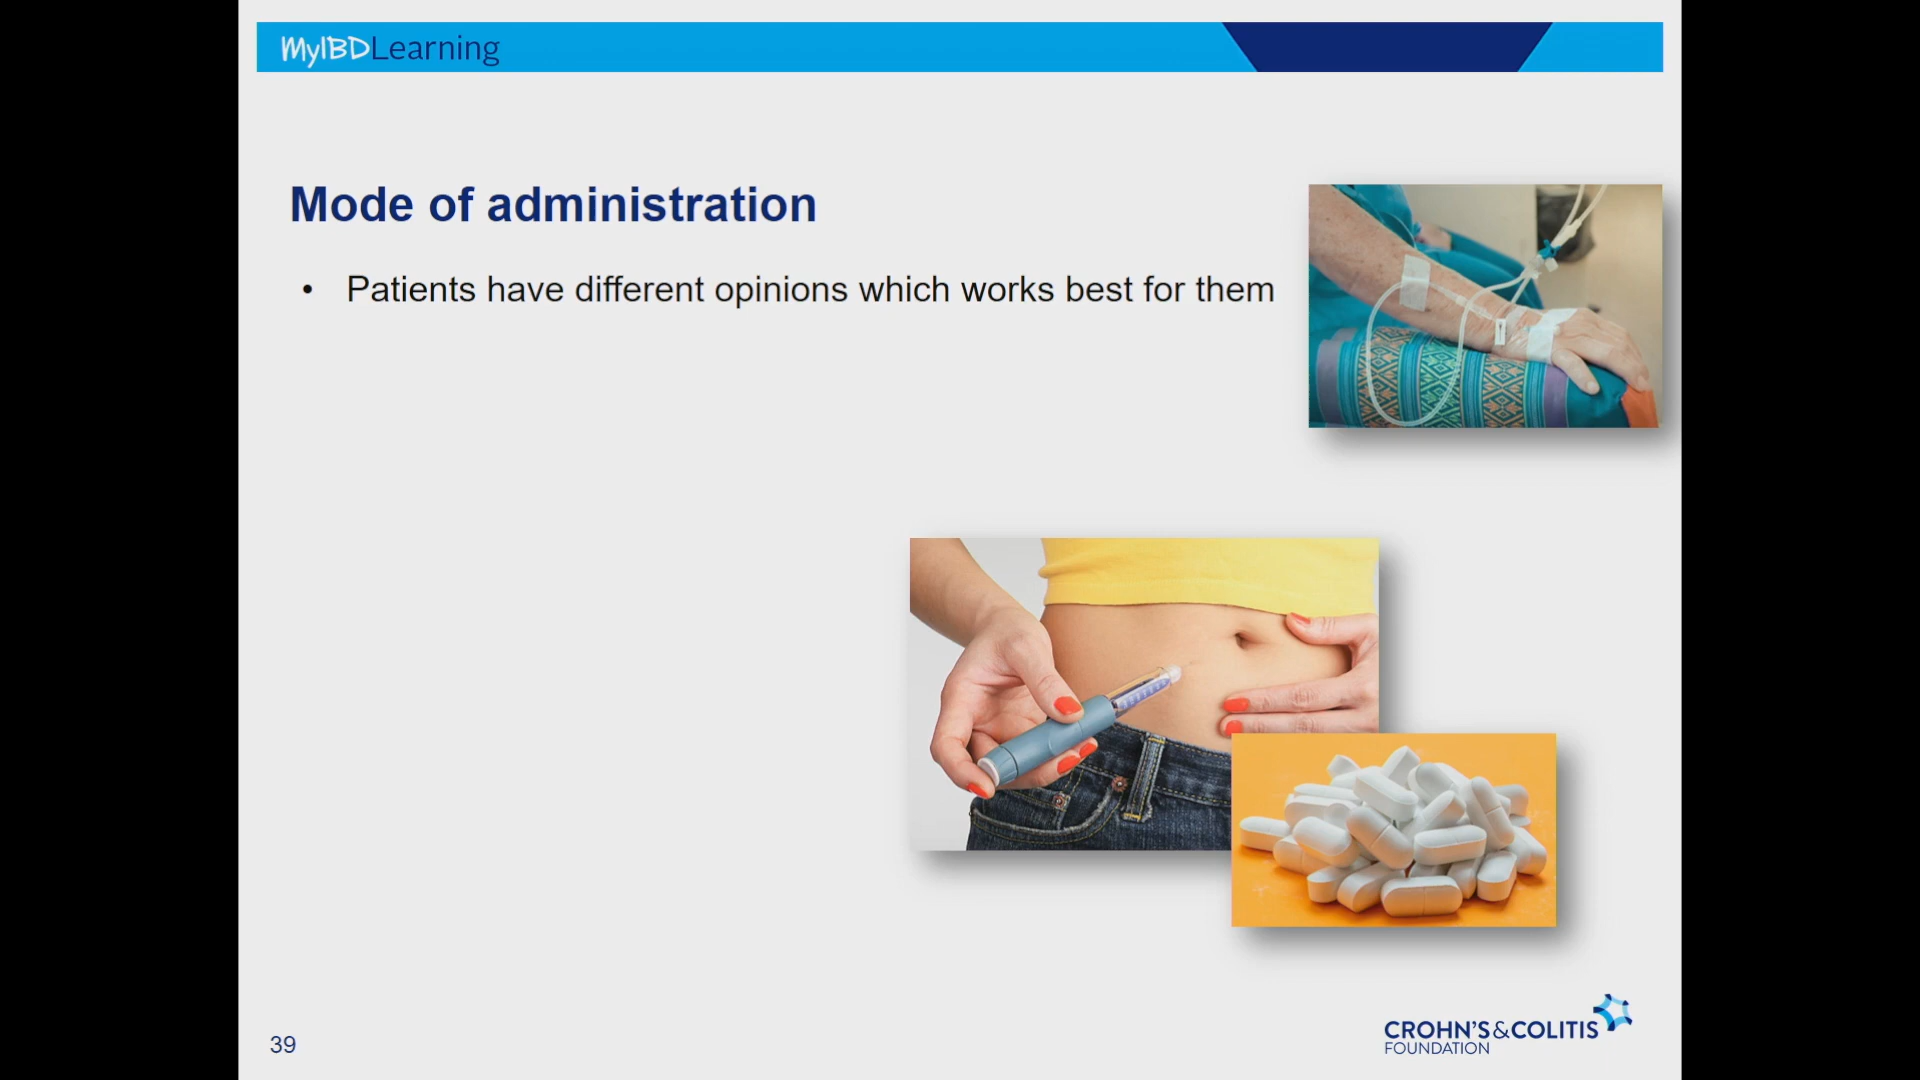 MyIBDLearning
Mode of administration
• Patients have different opinions which works best for them
39
CROHN'S&COLITIS
FOUNDATION